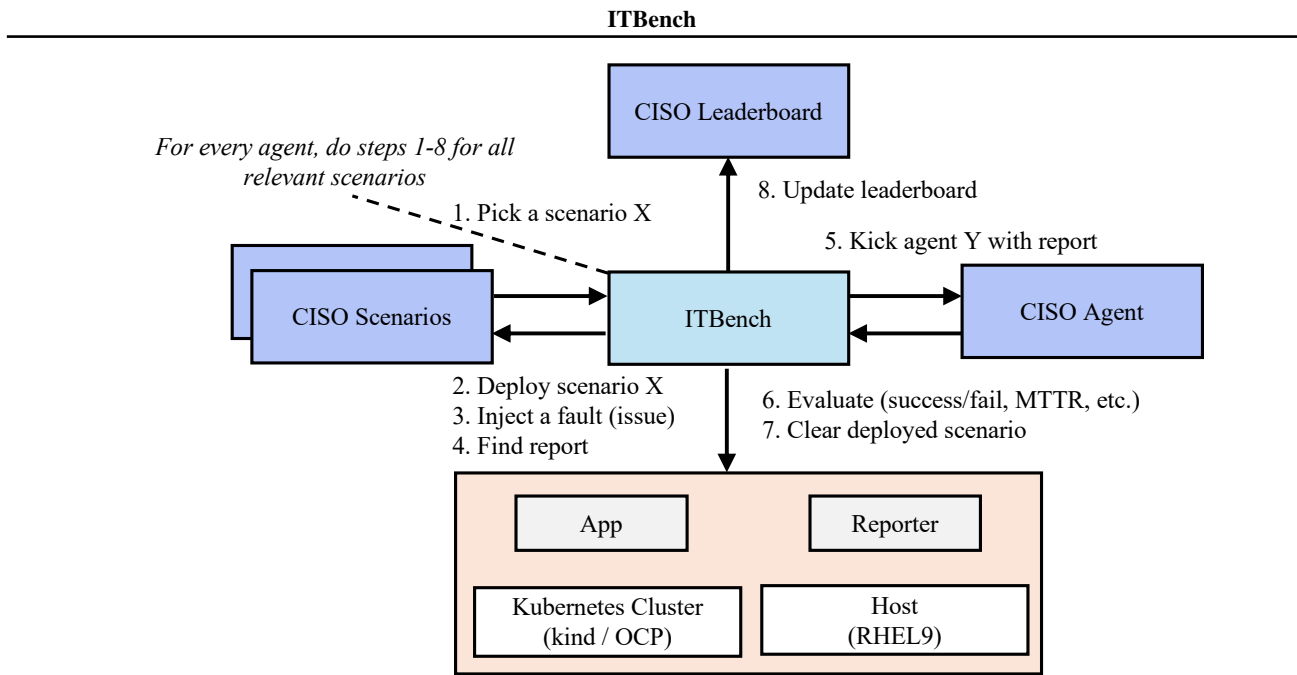 ITBench
CISO Leaderboard
For every agent, do steps 1-8 for all
relevant scenarios
8. Update leaderboard
1. Pick a scenario X
5. Kick agent Y with report
CISO Scenarios
ITBench
CISO Agent
2. Deploy scenario X
3. Inject a fault (issue)
4. Find report
6. Evaluate (success/fail, MTTR, etc.)
7. Clear deployed scenario
App
Reporter
Kubernetes Cluster
(kind / OCP)
Host
(RHEL9)